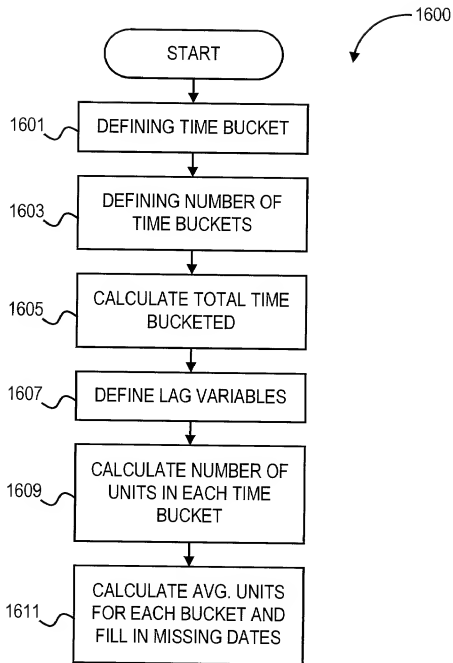 1600
START
1601
DEFINING TIME BUCKET
1603
DEFINING NUMBER OF
TIME BUCKETS
1605
CALCULATE TOTAL TIME
BUCKETED
1607
DEFINE LAG VARIABLES
1609
CALCULATE NUMBER OF
UNITS IN EACH TIME
BUCKET
1611
CALCULATE AVG. UNITS
FOR EACH BUCKET AND
FILL IN MISSING DATES